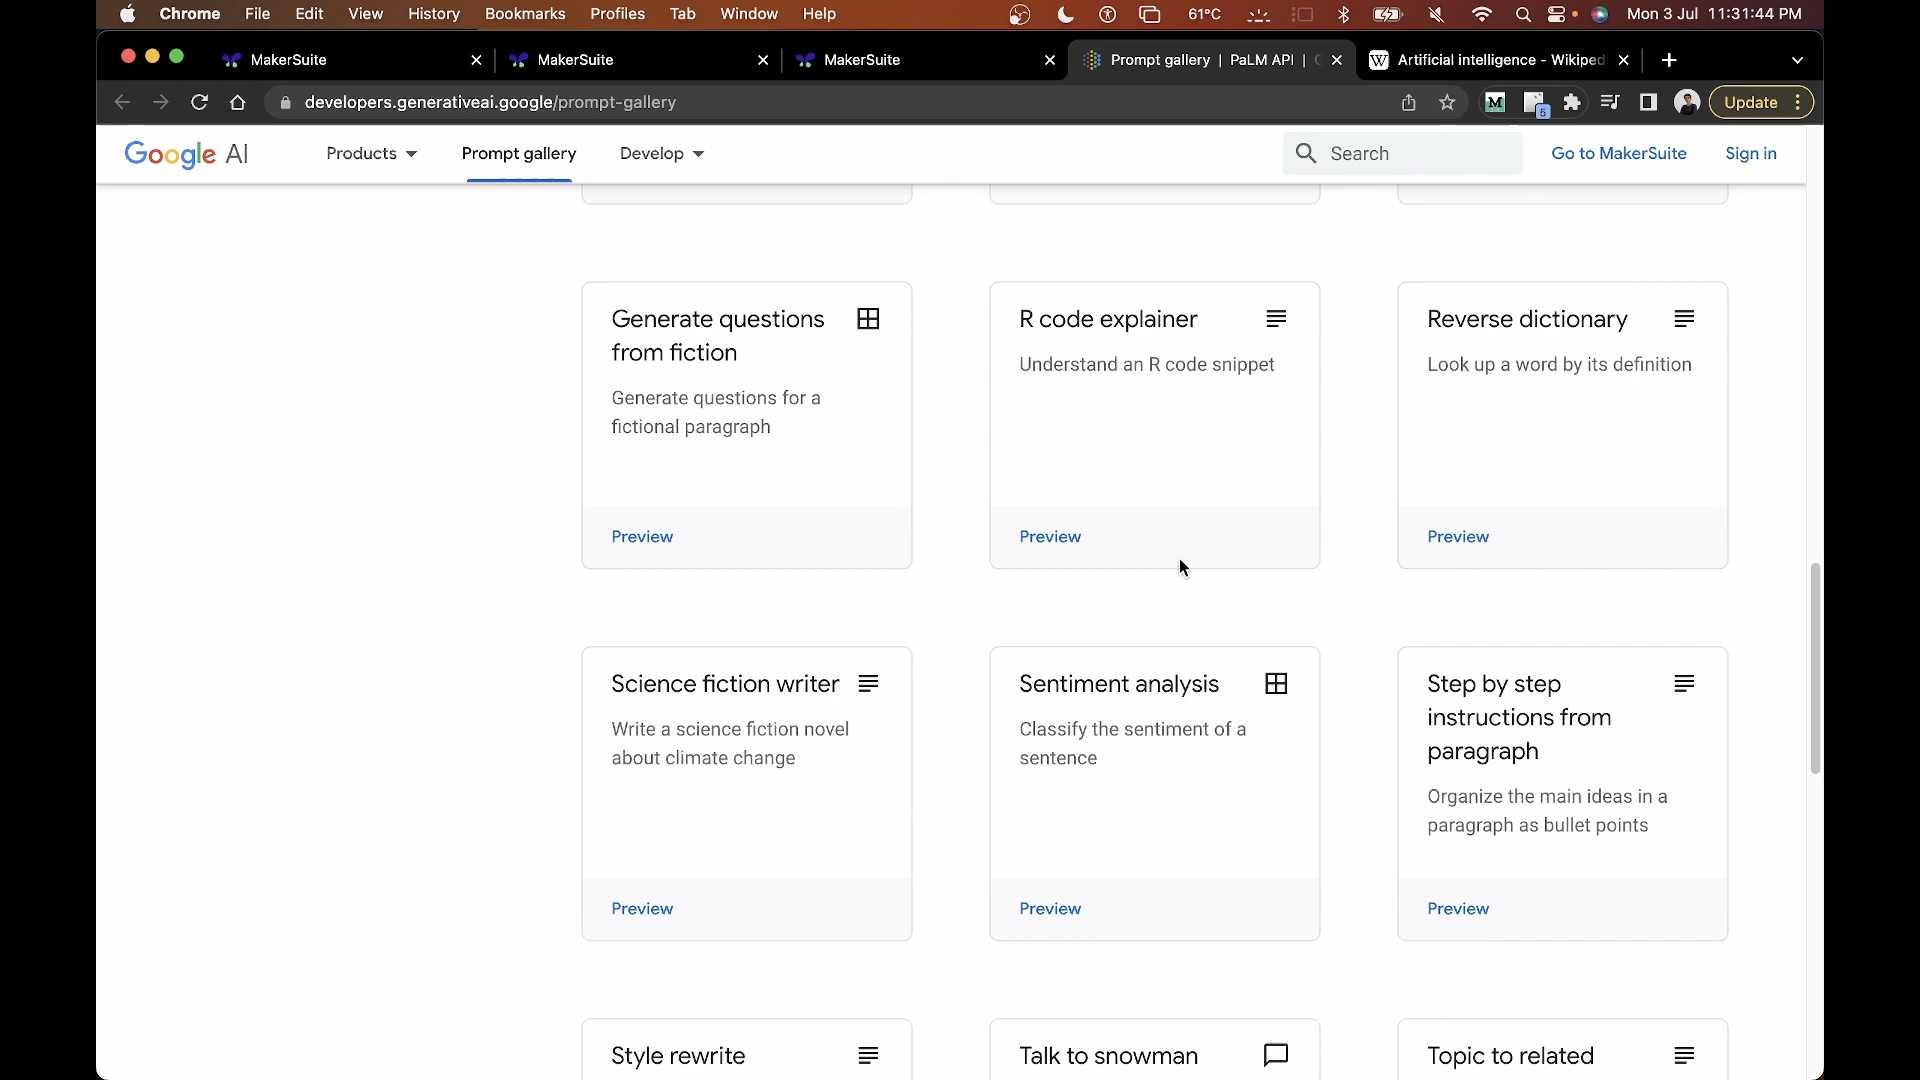 Chrome File Edit View History Bookmarks Profiles Tab Window Help 61°C Mon 3 Jul 11:31:44 PM
MakerSuite MakerSuite MakerSuite Prompt gallery | PaLM API | Artificial intelligence - Wikiped
developers.generativeai.google/prompt-gallery 5 Update
Google AI Products Prompt gallery Develop Search Go to MakerSuite Sign in
Generate questions
from fiction
Generate questions for a
fictional paragraph
Preview
R code explainer
Understand an R code snippet
Preview
Reverse dictionary
Look up a word by its definition
Preview
Science fiction writer
Write a science fiction novel
about climate change
Preview
Sentiment analysis
Classify the sentiment of a
sentence
Preview
Step by step
instructions from
paragraph
Organize the main ideas in a
paragraph as bullet points
Preview
Style rewrite
Talk to snowman
Topic to related